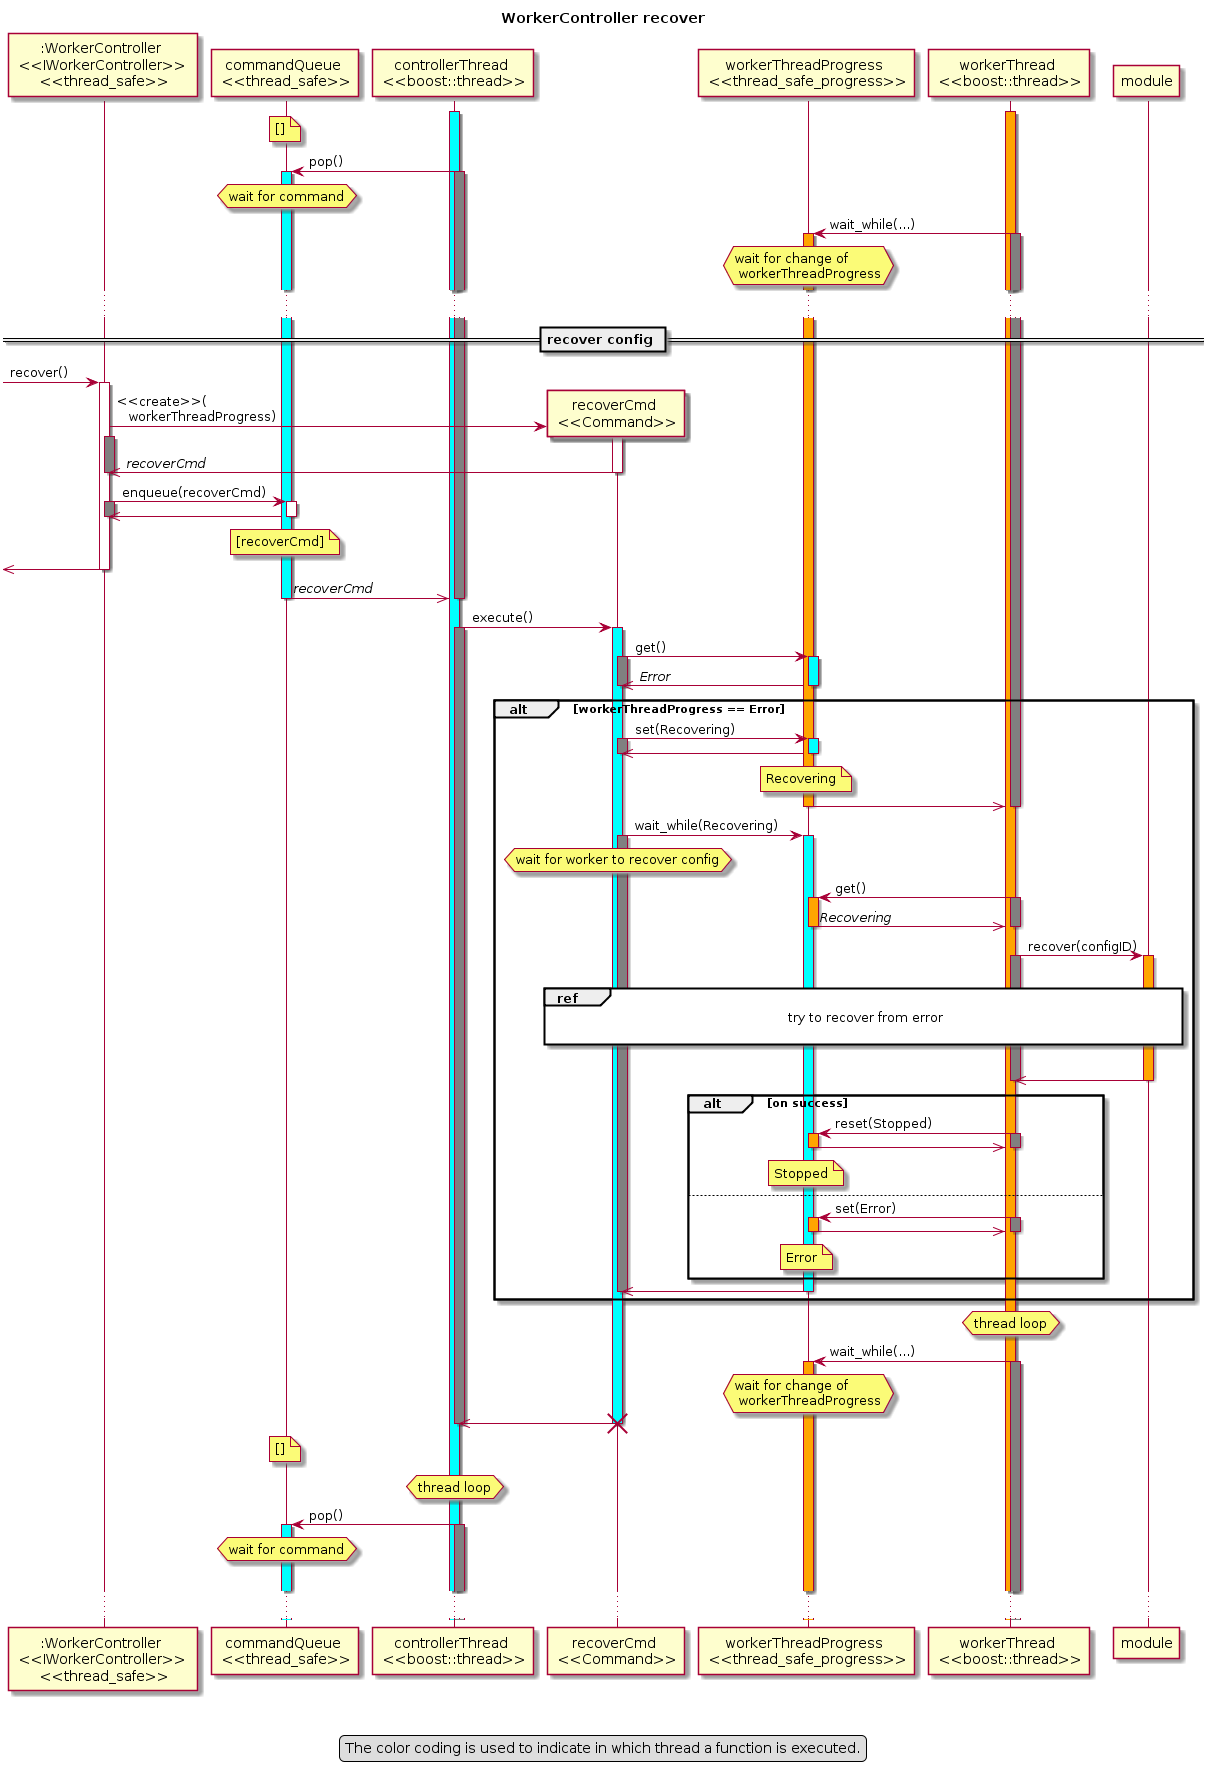 WorkerController recover
:WorkerController
<<IWorkerController>>
<<thread_safe>>
commandQueue
<<thread_safe>>
controllerThread
<<boost::thread>>
workerThreadProgress
<<thread_safe_progress>>
workerThread
<<boost::thread>>
module
[]
pop()
wait for command
wait_while(...)
wait for change of
workerThreadProgress
recover config
recover()
<<create>>(
workerThreadProgress)
recoverCmd
<<Command>>
recoverCmd
enqueue(recoverCmd)
[recoverCmd]
recoverCmd
execute()
get()
Error
alt [workerThreadProgress == Error]
set(Recovering)
Recovering
wait_while(Recovering)
wait for worker to recover config
get()
Recovering
recover(configID)
ref
try to recover from error
alt [on success]
reset(Stopped)
Stopped
set(Error)
Error
thread loop
wait_while(...)
wait for change of
workerThreadProgress
[]
thread loop
pop()
wait for command
:WorkerController
<<IWorkerController>>
<<thread_safe>>
commandQueue
<<thread_safe>>
controllerThread
<<boost::thread>>
recoverCmd
<<Command>>
workerThreadProgress
<<thread_safe_progress>>
workerThread
<<boost::thread>>
module
The color coding is used to indicate in which thread a function is executed.